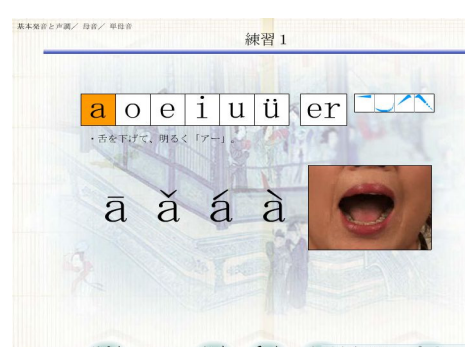 基本発音と声調／ 母音／ 単母音
練習1
a o e i u ü er
・舌を下げて、明るく「アー」。
ā ǎ á à